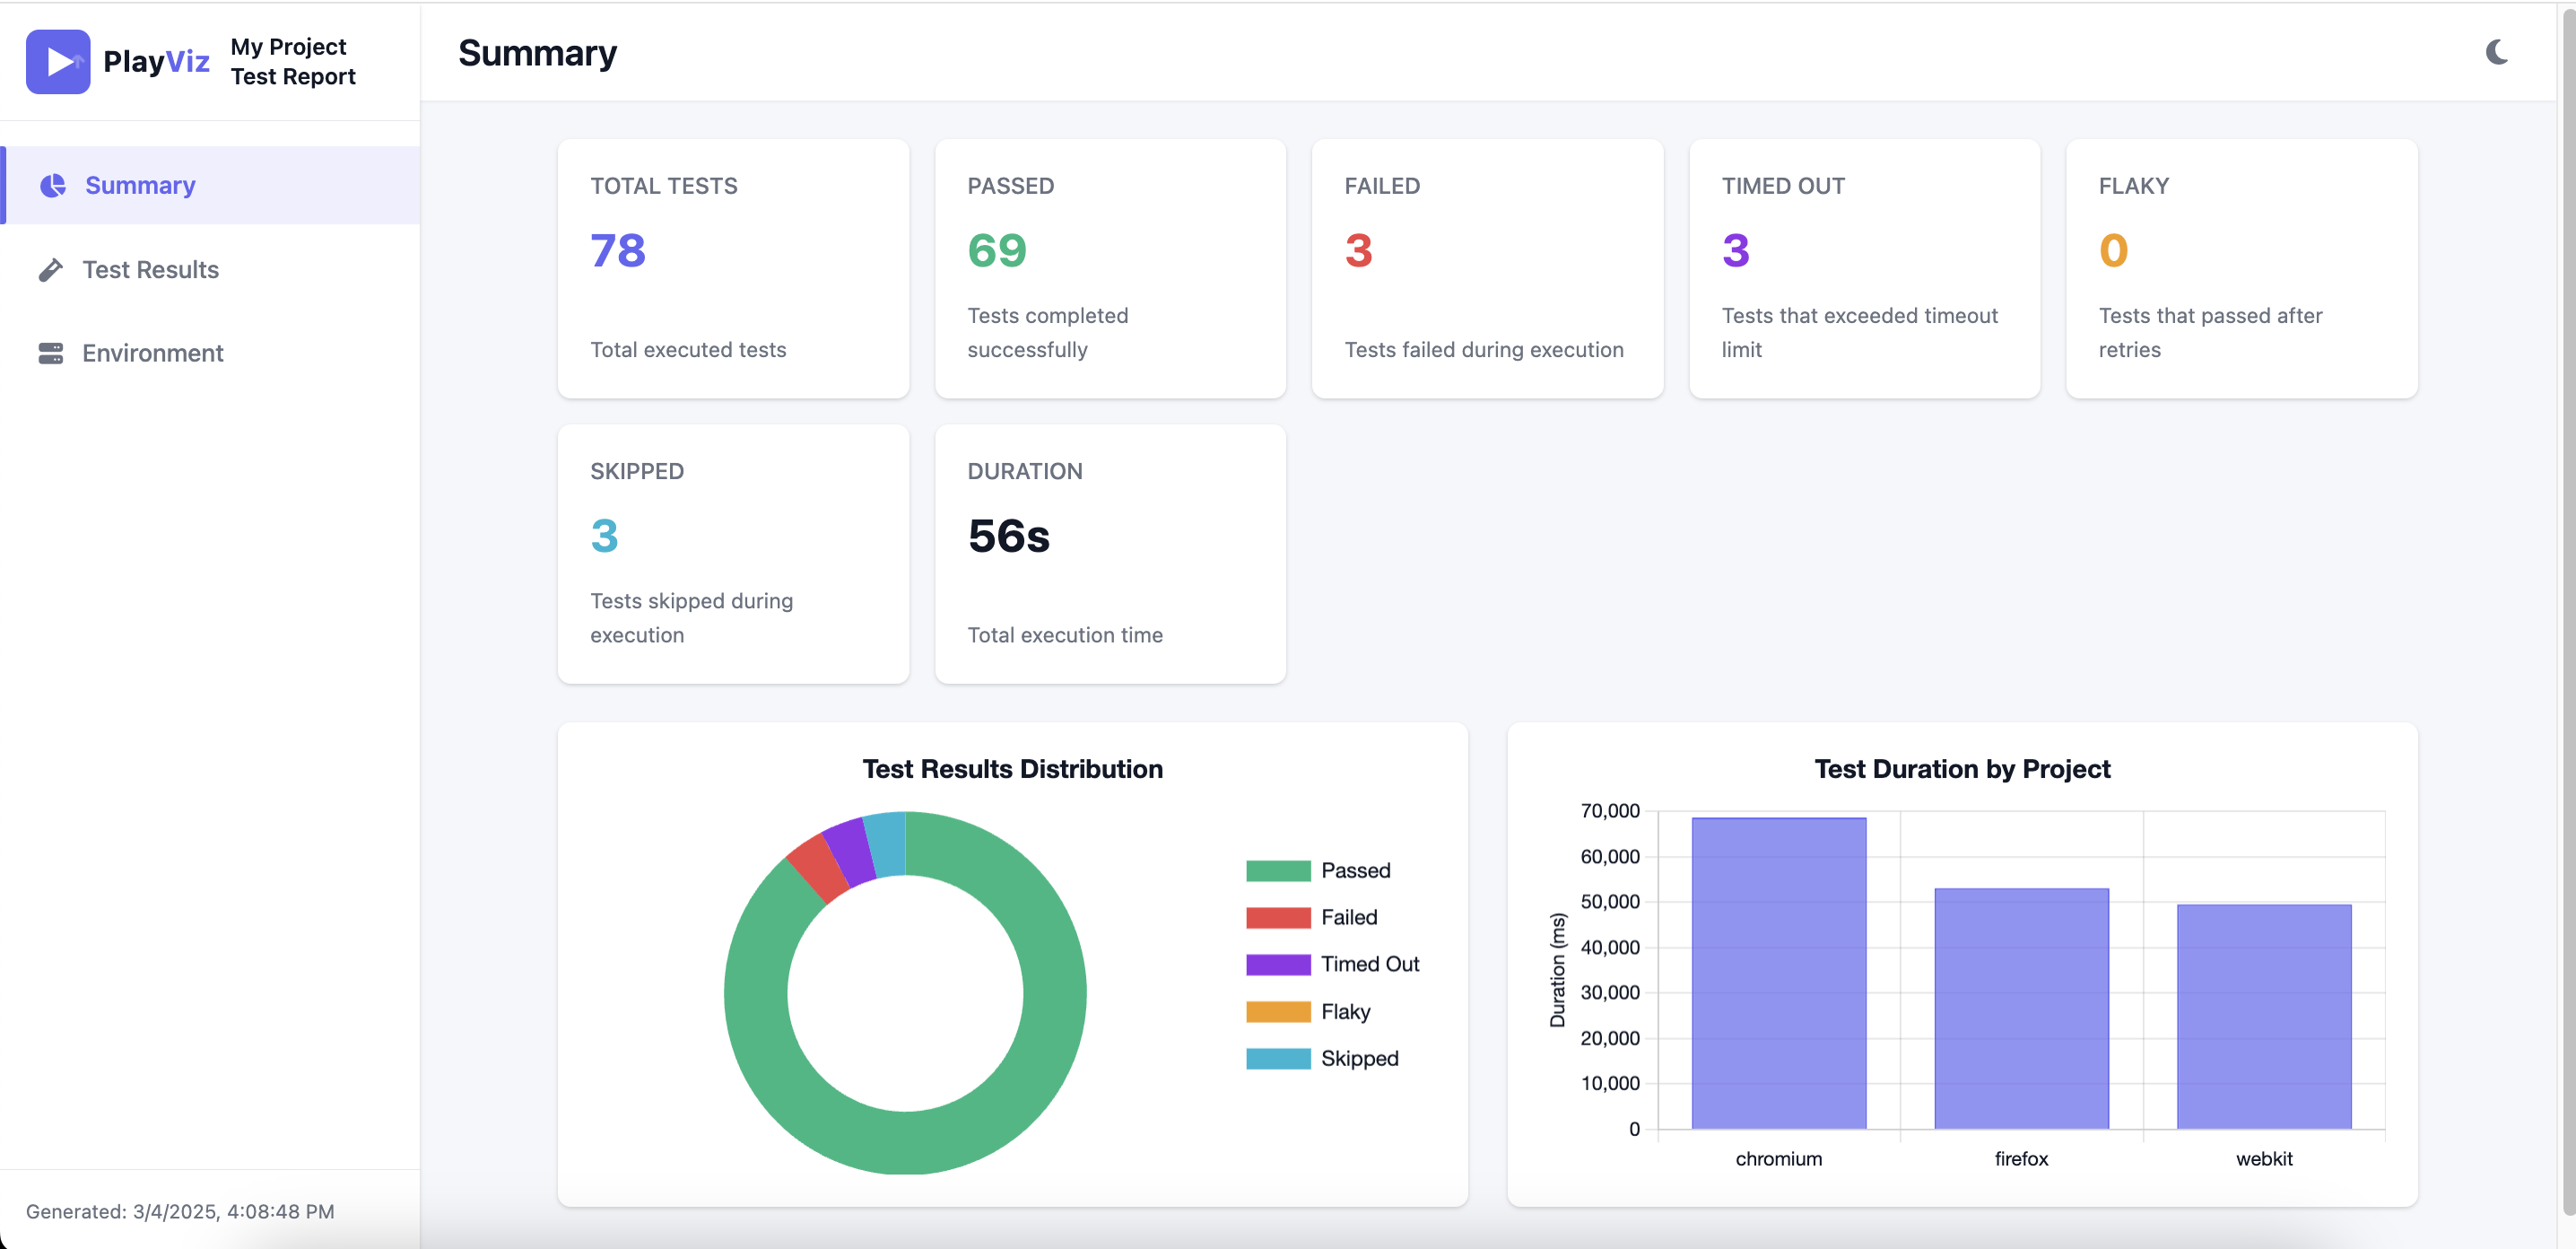 PlayViz
My Project
Test Report
Summary
Test Results
Environment
Generated: 3/4/2025, 4:08:48 PM
Summary
TOTAL TESTS
78
Total executed tests
PASSED
69
Tests completed
successfully
FAILED
3
Tests failed during execution
TIMED OUT
3
Tests that exceeded timeout
limit
FLAKY
0
Tests that passed after
retries
SKIPPED
3
Tests skipped during
execution
DURATION
56s
Total execution time
Test Results Distribution
Passed
Failed
Timed Out
Flaky
Skipped
Test Duration by Project
Duration (ms)
70,000
60,000
50,000
40,000
30,000
20,000
10,000
0
chromium
firefox
webkit